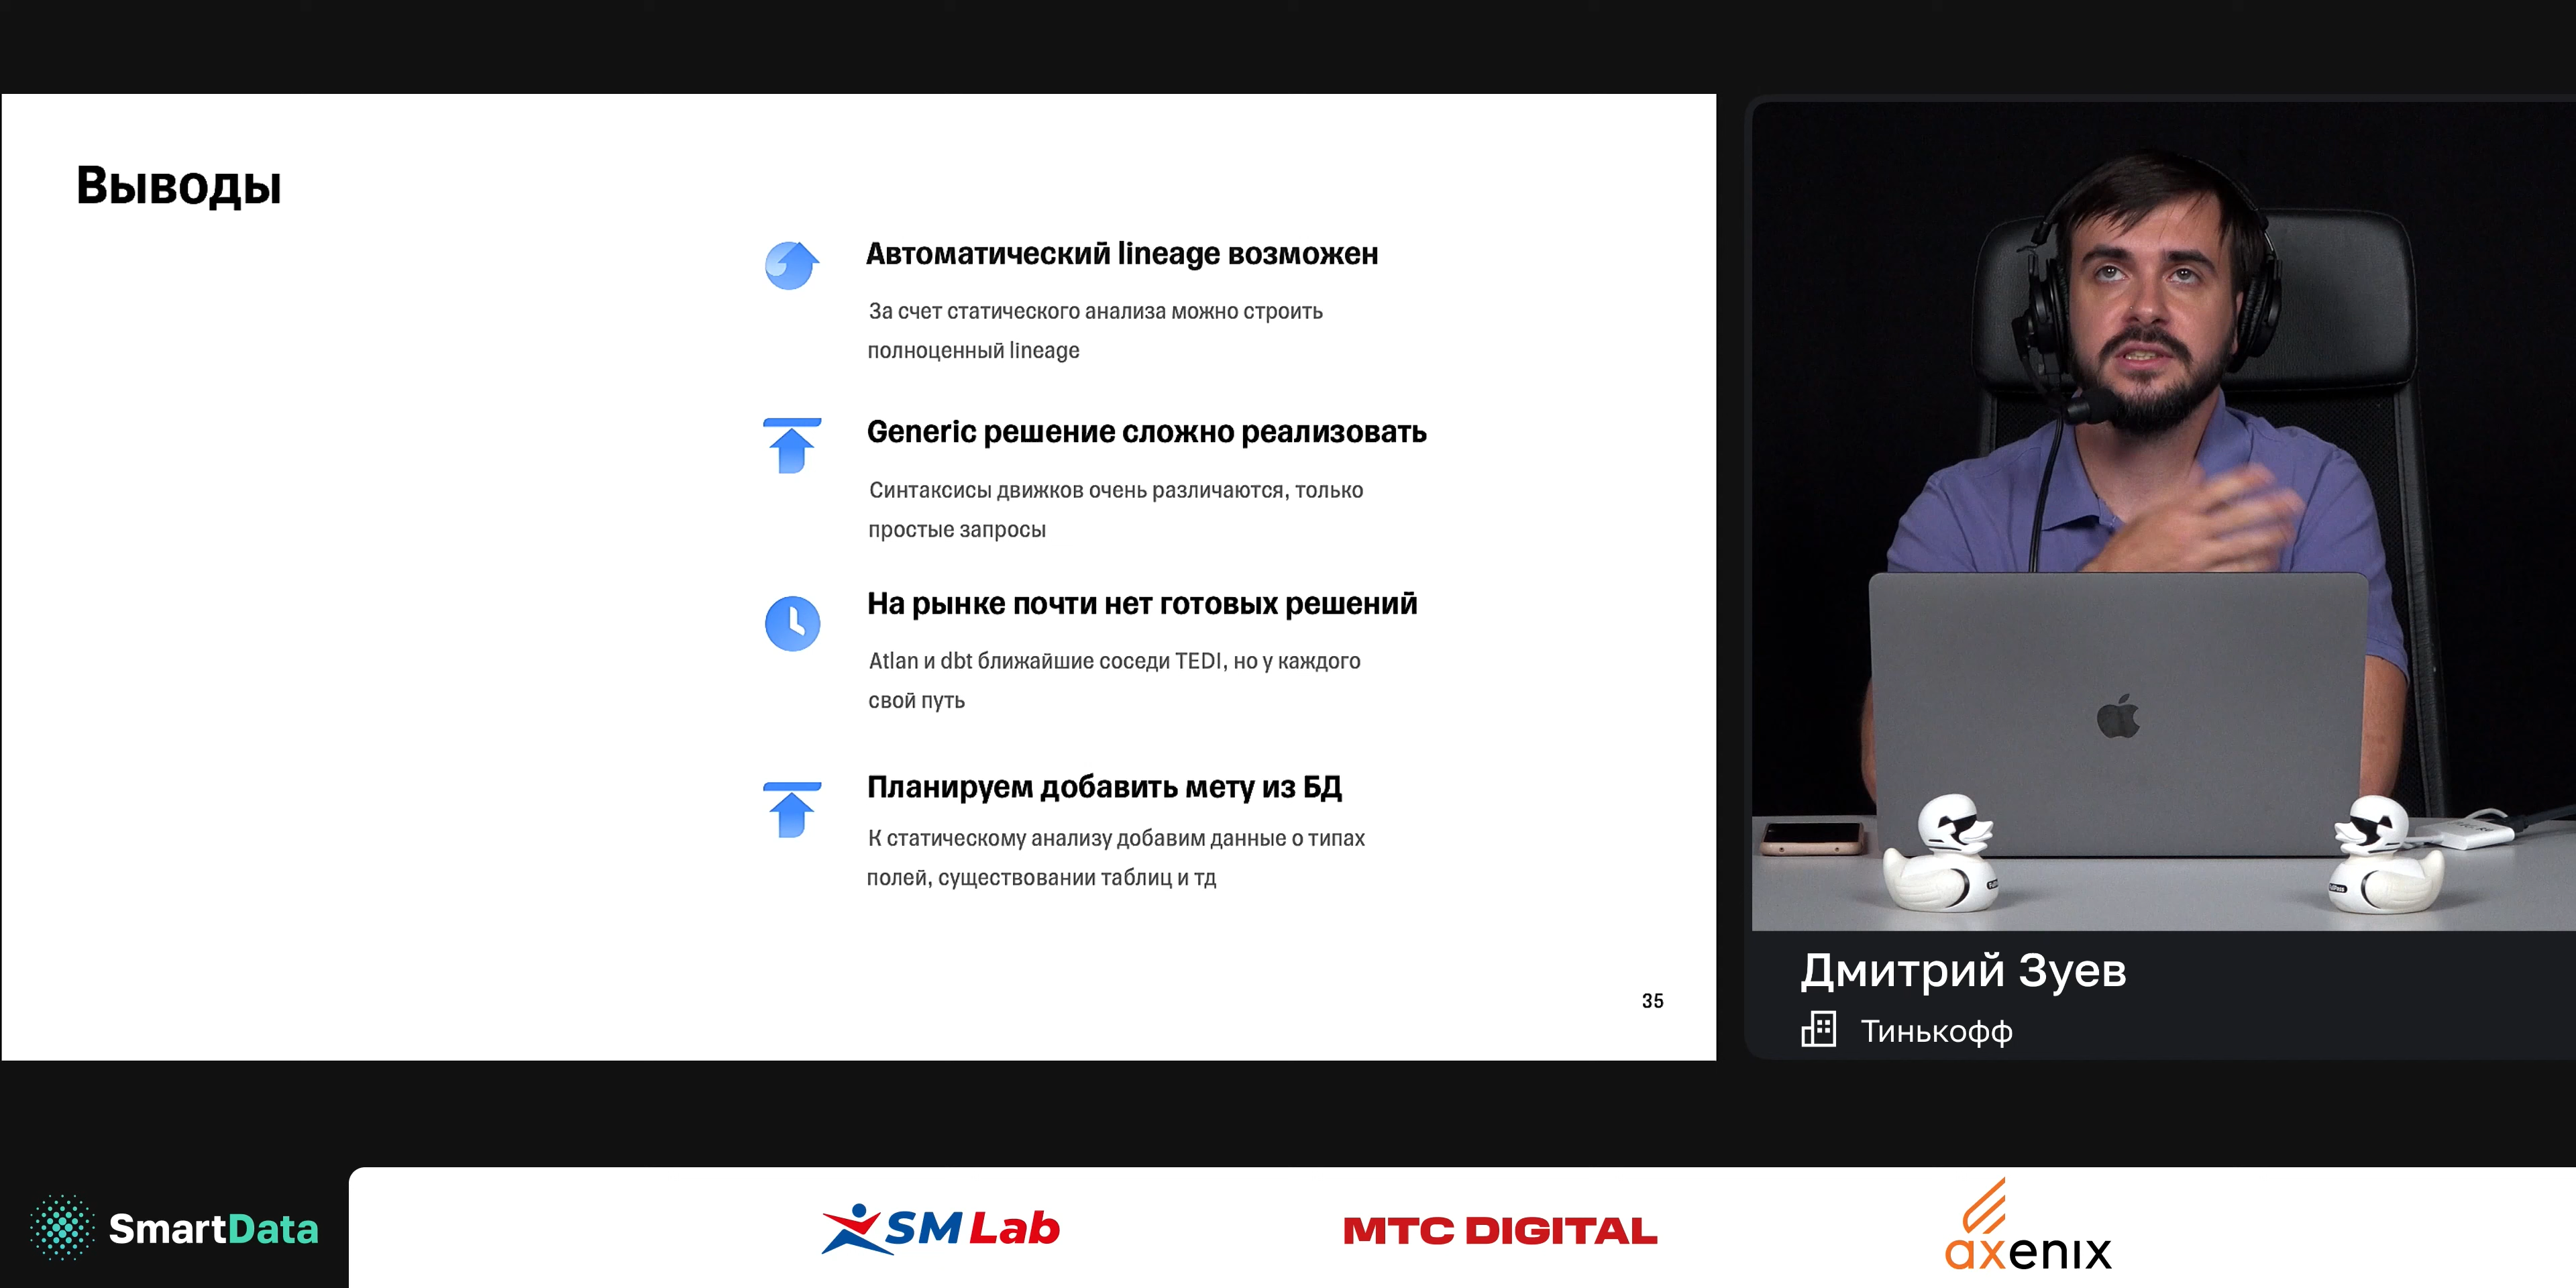 Выводы
Автоматический lineage возможен
За счет статического анализа можно строить
полноценный lineage
Generic решение сложно реализовать
Синтаксисы движков очень различаются, только
простые запросы
На рынке почти нет готовых решений
Atlan и dbt ближайшие соседи TEDI, но у каждого
свой путь
Планируем добавить мету из БД
К статическому анализу добавим данные о типах
полей, существовании таблиц и тд
35
Дмитрий Зуев
Тинькофф
SmartData
SM Lab
МТС DIGITAL
axenix